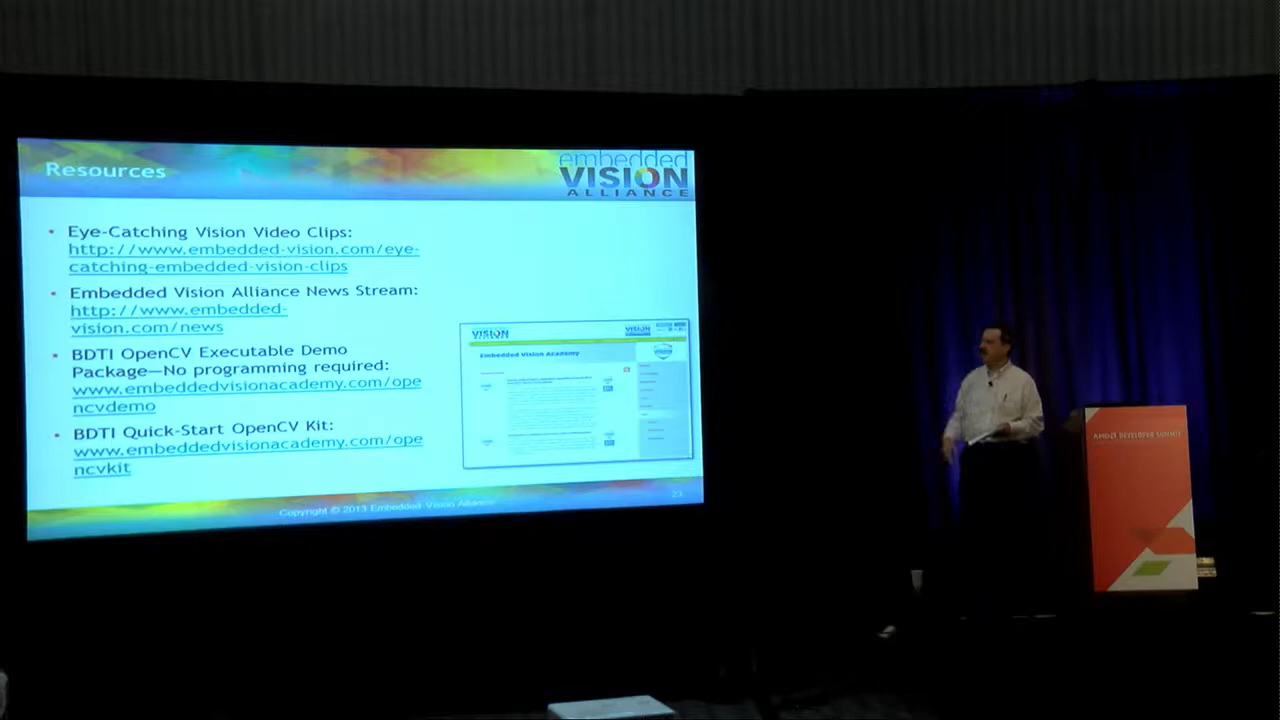 Resources
embedded
VISION
ALLIANCE
• Eye-Catching Vision Video Clips:
http://www.embedded-vision.com/eye-
catching-embedded-vision-clips
• Embedded Vision Alliance News Stream:
http://www.embedded-
vision.com/news
• BDTI OpenCV Executable Demo
Package—No programming required:
www.embeddedvisionacademy.com/ope
ncvdemo
• BDTI Quick-Start OpenCV Kit:
www.embeddedvisionacademy.com/ope
ncvkit
VISION
VISION
Embedded Vision Academy
Copyright © 2013 Embedded Vision Alliance
23
DEVELOPER SUMMIT